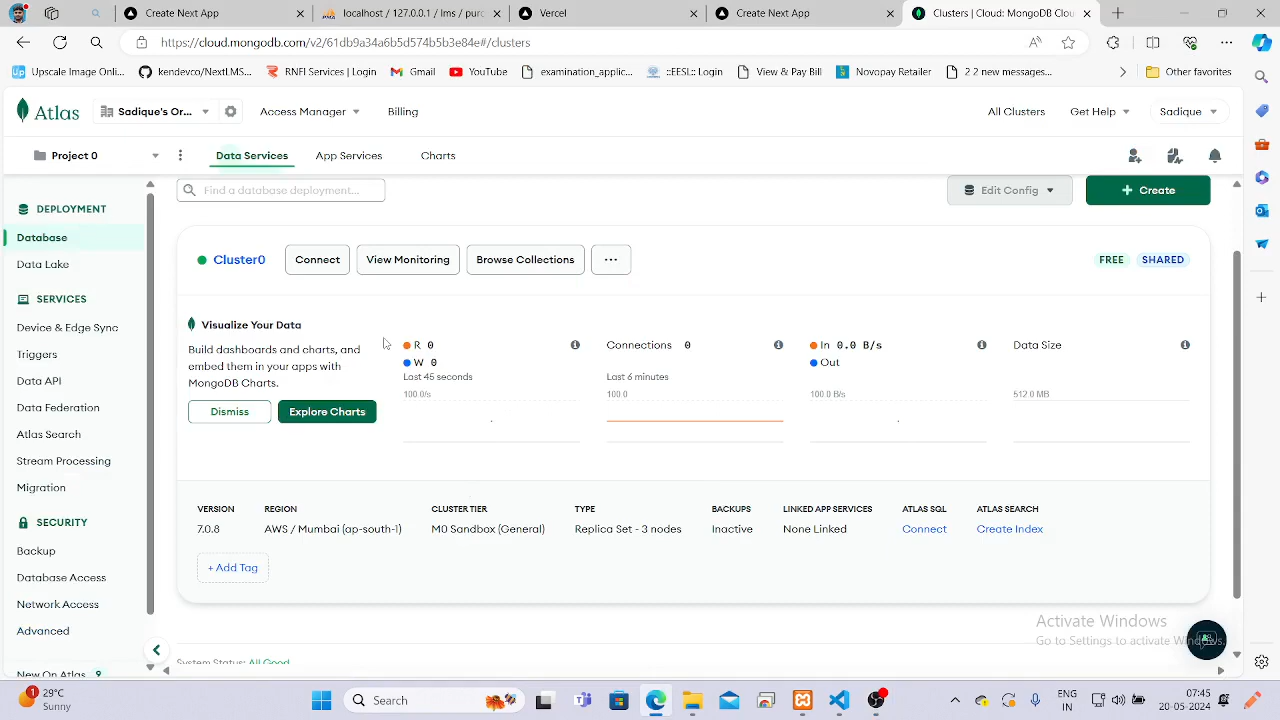 Create Next App
localhost / 127.0.0.1 / lms / purc
Vercel
Create Next App
Clusters | Cloud: MongoDB Clu
https://cloud.mongodb.com/v2/61db9a34a6b5d574b5b3e84e#/clusters
Upscale Image Onl...
kendevco/NextLMS...
RNFI Services | Login
Gmail
YouTube
examination_applic...
::EESL:: Login
View & Pay Bill
Novopay Retailer
2 2 new messages...
Other favorites
Atlas
Sadique's Or...
Access Manager
Billing
All Clusters
Get Help
Sadique
Project 0
Data Services
App Services
Charts
DEPLOYMENT
Database
Data Lake
SERVICES
Device & Edge Sync
Triggers
Data API
Data Federation
Atlas Search
Stream Processing
Migration
SECURITY
Backup
Database Access
Network Access
Advanced
New On Atlas 9
Find a database deployment...
Edit Config
+ Create
Cluster0
Connect
View Monitoring
Browse Collections
...
FREE
SHARED
Visualize Your Data
Build dashboards and charts, and
embed them in your apps with
MongoDB Charts.
Dismiss
Explore Charts
R 0
W 0
Last 45 seconds
100.0/s
Connections 0
Last 6 minutes
100.0
In 0.0 B/s
Out
100.0 B/s
Data Size
512.0 MB
VERSION
7.0.8
REGION
AWS / Mumbai (ap-south-1)
CLUSTER TIER
M0 Sandbox (General)
TYPE
Replica Set - 3 nodes
BACKUPS
Inactive
LINKED APP SERVICES
None Linked
ATLAS SQL
Connect
ATLAS SEARCH
Create Index
+ Add Tag
System Status: All Good
Activate Windows
Go to Settings to activate Windows.
1
29°C
Sunny
Search
ENG
IN
07:45
20-05-2024